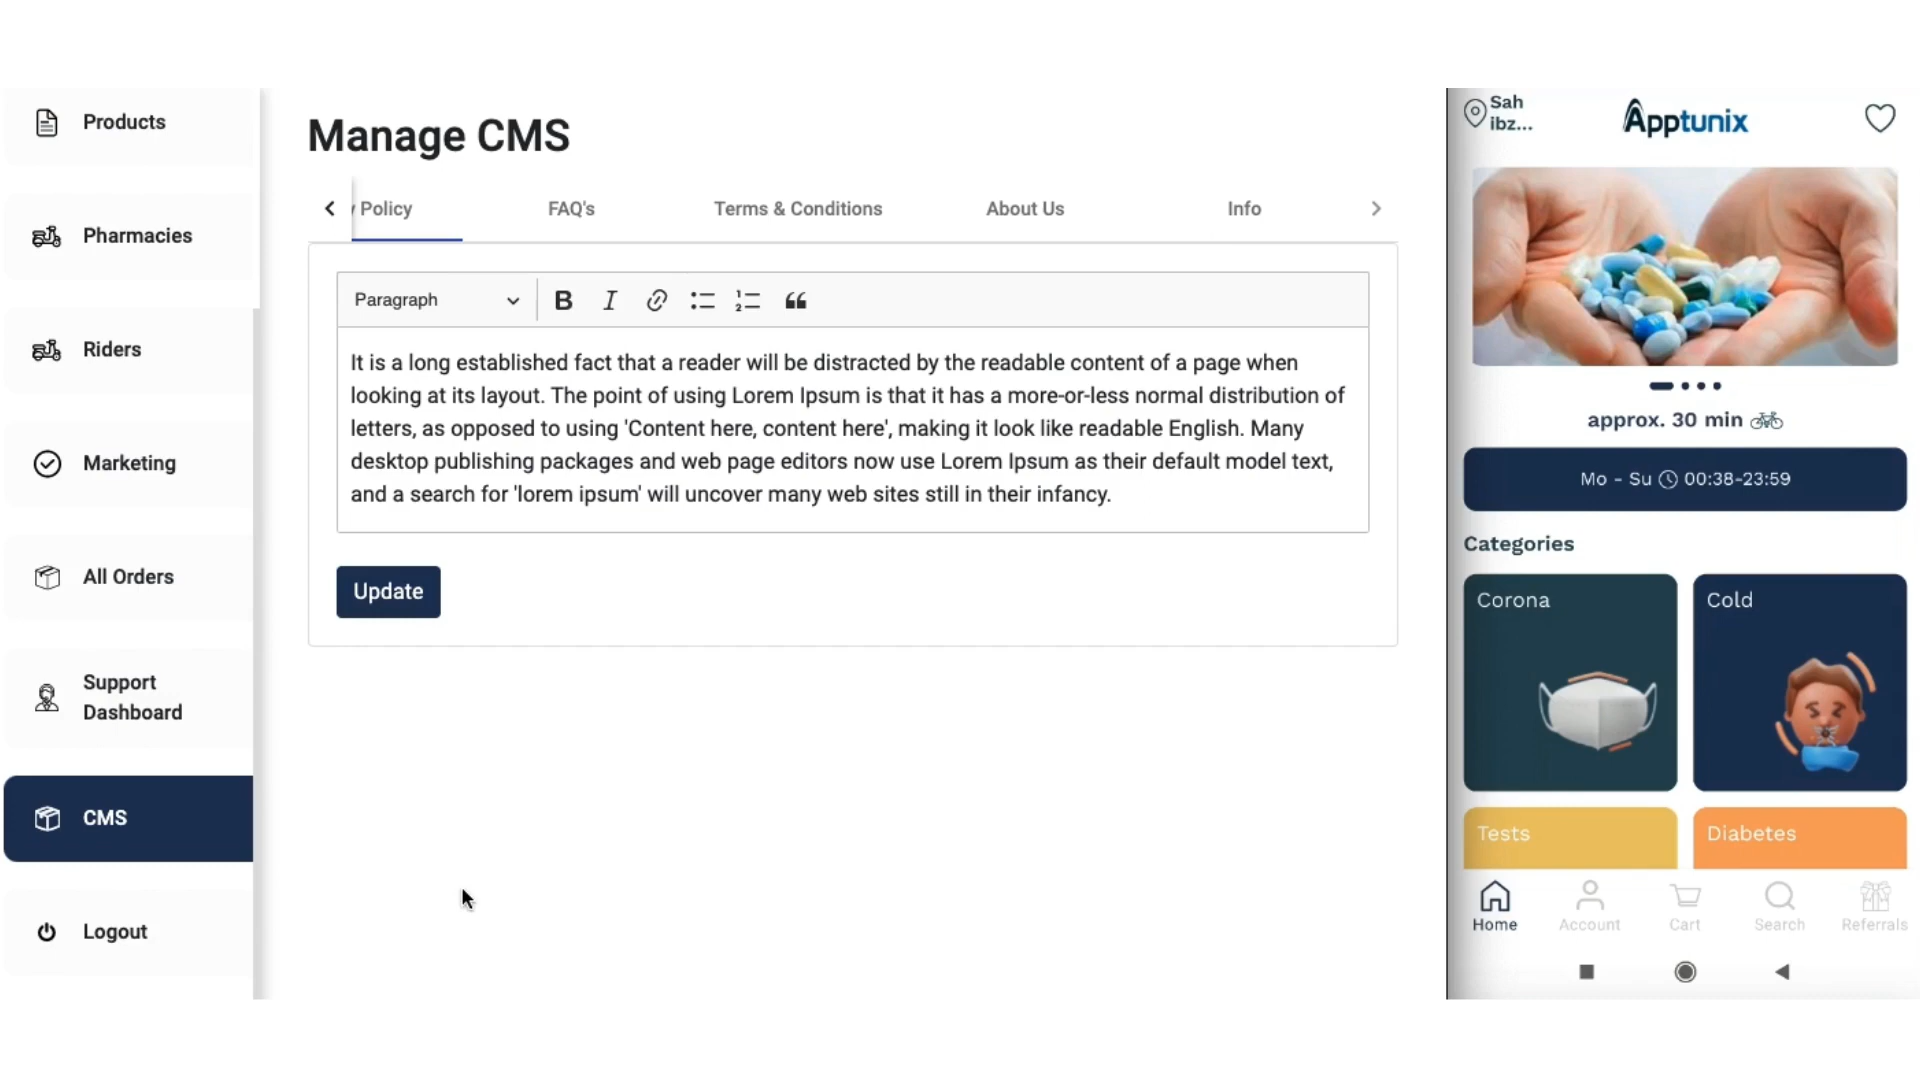 Products
Pharmacies
Riders
Marketing
All Orders
Support
Dashboard
CMS
Logout
Manage CMS
Policy
FAQ's
Terms & Conditions
About Us
Info
Paragraph
B I
It is a long established fact that a reader will be distracted by the readable content of a page when
looking at its layout. The point of using Lorem Ipsum is that it has a more-or-less normal distribution of
letters, as opposed to using 'Content here, content here', making it look like readable English. Many
desktop publishing packages and web page editors now use Lorem Ipsum as their default model text,
and a search for 'lorem ipsum' will uncover many web sites still in their infancy.
Update
Sah
ibz...
Apptunix
approx. 30 min
Mo - Su 00:38-23:59
Categories
Corona
Cold
Tests
Diabetes
Home
Account
Cart
Search
Referrals